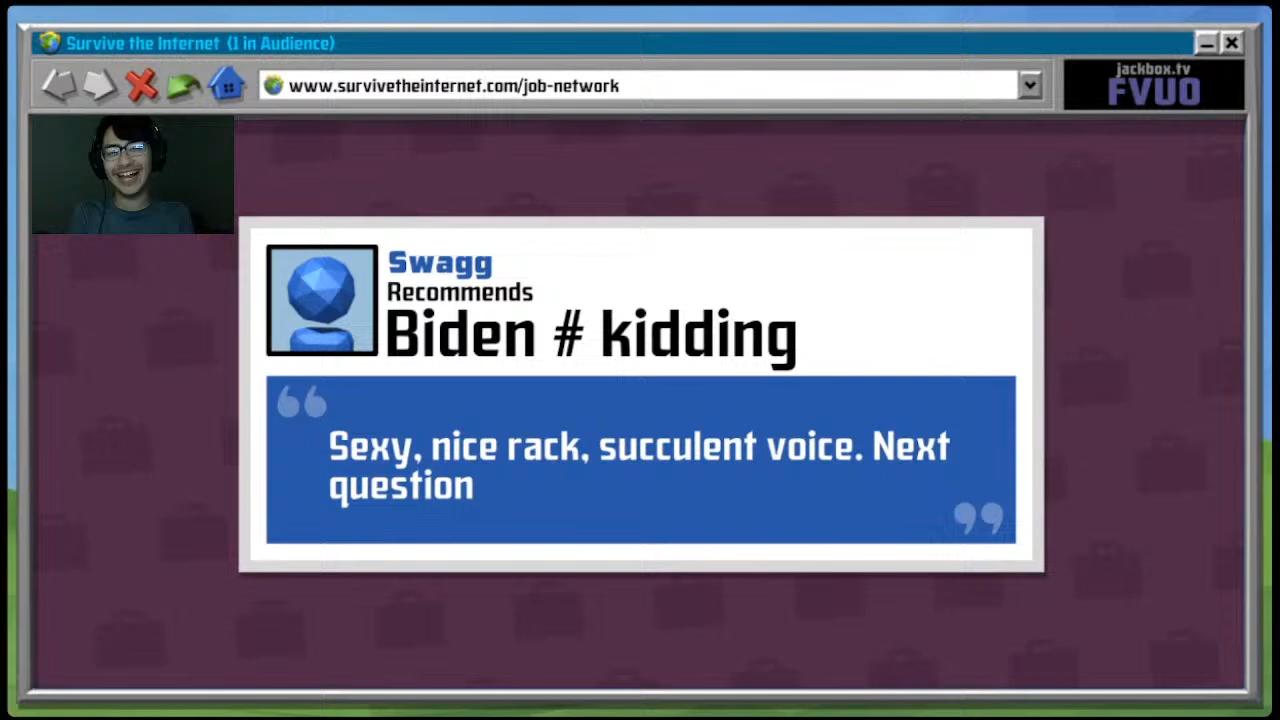 Survive the Internet (1 in Audience)
www.survivetheinternet.com/job-network
jackbox.tv
FVUO
Swagg
Recommends
Biden # kidding
“
Sexy, nice rack, succulent voice. Next
question
”